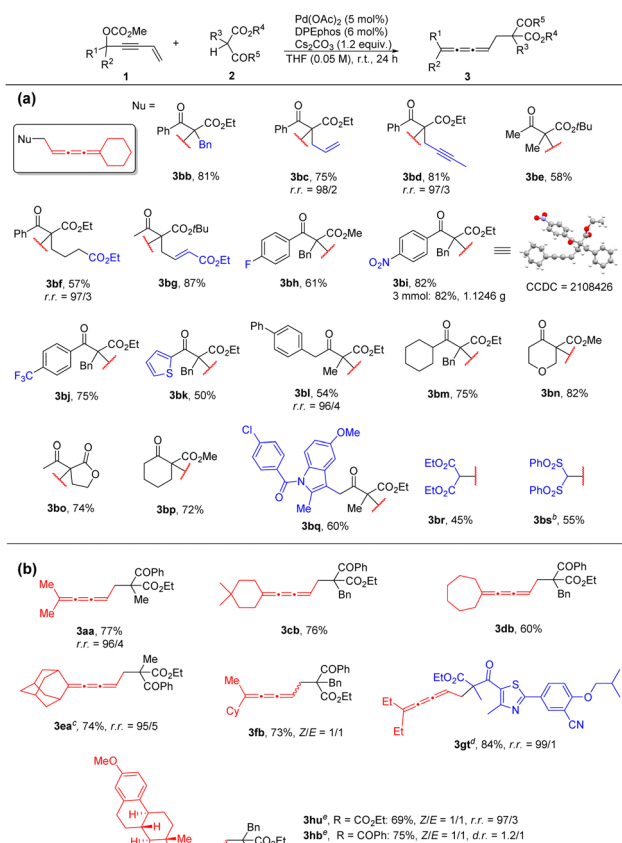 OCO₂Me
R¹
R²
1
+
O
OR⁴
R³
H
COR⁵
2
Pd(OAc)₂ (5 mol%)
DPEphos (6 mol%)
Cs₂CO₃ (1.2 equiv.)
THF (0.05 M), r.t., 24 h
R¹
R²
COR⁵
CO₂R⁴
R³
3
(a)
Nu =
Nu
O
Ph
CO₂Et
Bn
3bb, 81%
O
Ph
CO₂Et
3bc, 75%
r.r. = 98/2
O
Ph
CO₂Et
3bd, 81%
r.r. = 97/3
O
Me
CO₂tBu
Me
3be, 58%
O
Ph
CO₂Et
CO₂Et
3bf, 57%
r.r. = 97/3
O
CO₂tBu
CO₂Et
3bg, 87%
O
CO₂Me
F
Bn
3bh, 61%
O
CO₂Et
O₂N
Bn
3bi, 82%
3 mmol: 82%, 1.1246 g
CCDC = 2108426
O
CO₂Et
F₃C
Bn
3bj, 75%
O
CO₂Et
S
Bn
3bk, 50%
Ph
O
CO₂Et
Me
3bl, 54%
r.r. = 96/4
O
CO₂Et
Bn
3bm, 75%
O
CO₂Me
O
3bn, 82%
O
O
O
3bo, 74%
O
CO₂Me
3bp, 72%
Cl
OMe
N
O
Me
O
CO₂Et
Me
3bq, 60%
EtO₂C
EtO₂C
3br, 45%
PhO₂S
PhO₂S
3bsᵇ, 55%
(b)
Me
Me
COPh
CO₂Et
Me
3aa, 77%
r.r. = 96/4
COPh
CO₂Et
Bn
3cb, 76%
COPh
CO₂Et
Bn
3db, 60%
Me
CO₂Et
COPh
3eaᶜ, 74%, r.r. = 95/5
Me
Cy
COPh
Bn
CO₂Et
3fb, 73%, Z/E = 1/1
EtO₂C
O
S
N
Me
Me
O
CN
Et
Et
3gtᵈ, 84%, r.r. = 99/1
MeO
H
H
H
Me
Bn
CO₂Et
3huᵉ, R = CO₂Et: 69%, Z/E = 1/1, r.r. = 97/3
3hbᵉ, R = COPh: 75%, Z/E = 1/1, d.r. = 1.2/1